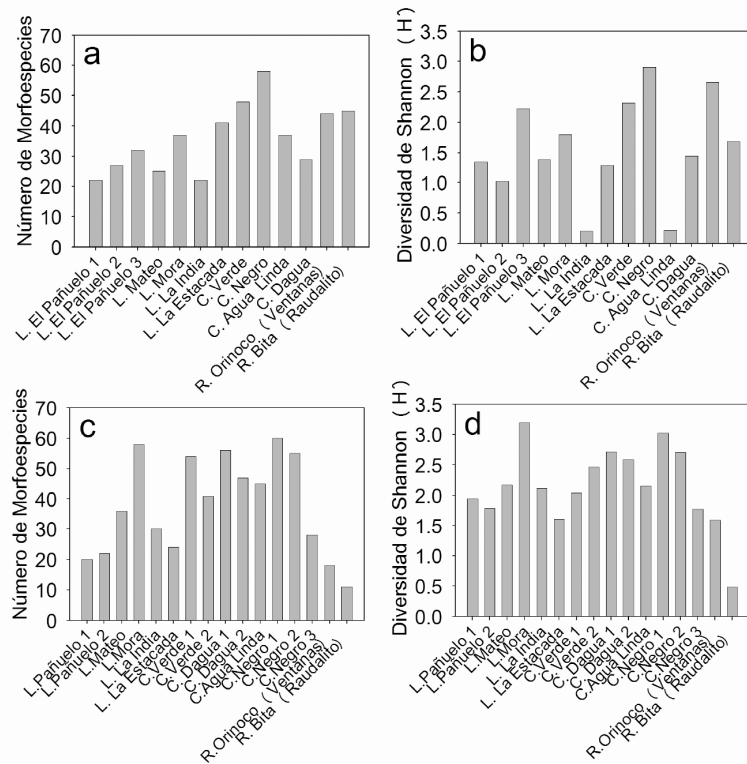 a
Número de Morfoespecies
70
60
50
40
30
20
10
0
L. El Pañuelo 1
L. El Pañuelo 2
L. El Pañuelo 3
L. Mateo
L. Mora
L. La India
L. La Estacada
C. Verde
C. Negro
C. Agua Linda
C. Dagua
R. Orinoco (Ventanas)
R. Bita (Raudalito)
b
Diversidad de Shannon (H´)
3.5
3.0
2.5
2.0
1.5
1.0
0.5
0.0
L. El Pañuelo 1
L. El Pañuelo 2
L. El Pañuelo 3
L. Mateo
L. Mora
L. La India
L. La Estacada
C. Verde
C. Negro
C. Agua Linda
C. Dagua
R. Orinoco (Ventanas)
R. Bita (Raudalito)
c
Número de Morfoespecies
70
60
50
40
30
20
10
0
L.Pañuelo 1
L.Pañuelo 2
L.Mateo
L.Mora
L. La India
L. La Estacada
C.Verde 1
C. Verde 2
C. Dagua 1
C. Dagua 2
C.Agua Linda
C.Negro 1
C.Negro 2
C.Negro 3
R.Orinoco (Ventanas)
R. Bita (Raudalito)
d
Diversidad de Shannon (H´)
3.5
3.0
2.5
2.0
1.5
1.0
0.5
0.0
L.Pañuelo 1
L.Pañuelo 2
L.Mateo
L. Mora
L. La India
L. La Estacada
C. Verde 1
C. Verde 2
C. Dagua 1
C. Dagua 2
C.Agua Linda
C. Negro 1
C.Negro 2
C.Negro 3
R.Orinoco (Ventanas)
R. Bita (Raudalito)